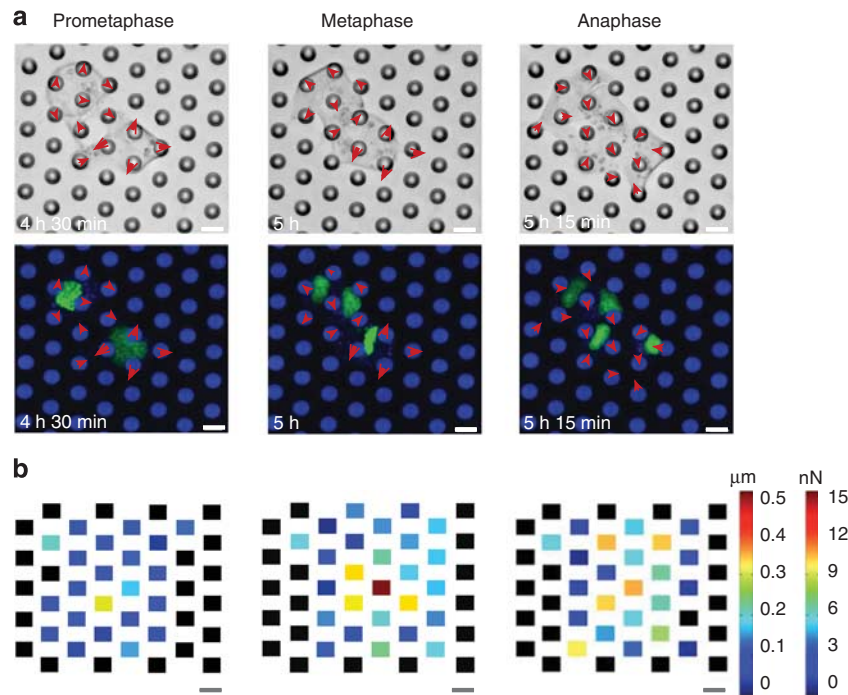 a
Prometaphase Metaphase Anaphase
4 h 30 min 5 h 5 h 15 min
4 h 30 min 5 h 5 h 15 min
b
μm nN
0.5 15
0.4 12
0.3 9
0.2 6
0.1 3
0 0